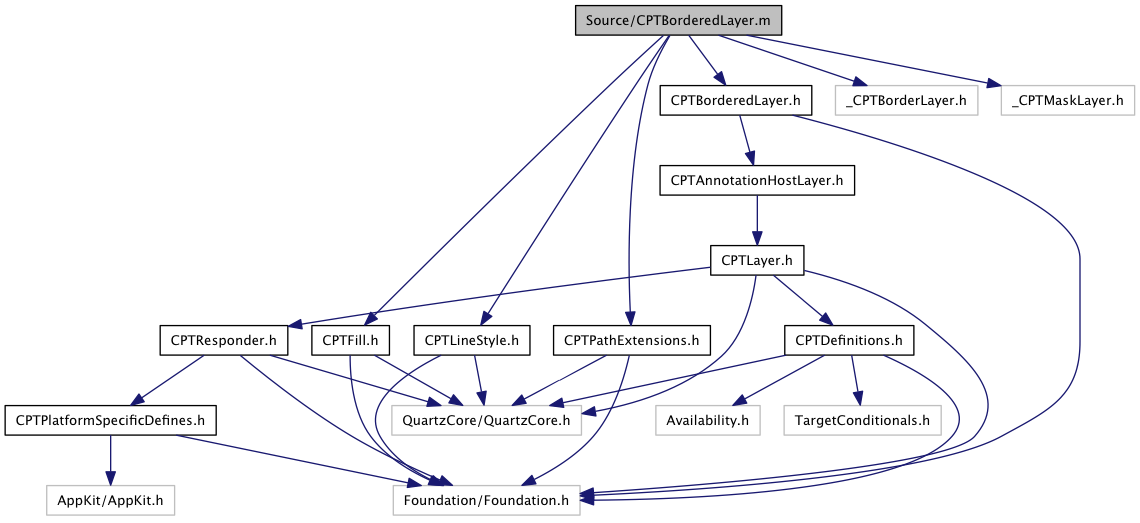 Source/CPTBorderedLayer.m
CPTBorderedLayer.h
_CPTBorderLayer.h
_CPTMaskLayer.h
CPTAnnotationHostLayer.h
CPTLayer.h
CPTResponder.h
CPTFill.h
CPTLineStyle.h
CPTPathExtensions.h
CPTDefinitions.h
CPTPlatformSpecificDefines.h
QuartzCore/QuartzCore.h
Availability.h
TargetConditionals.h
AppKit/AppKit.h
Foundation/Foundation.h